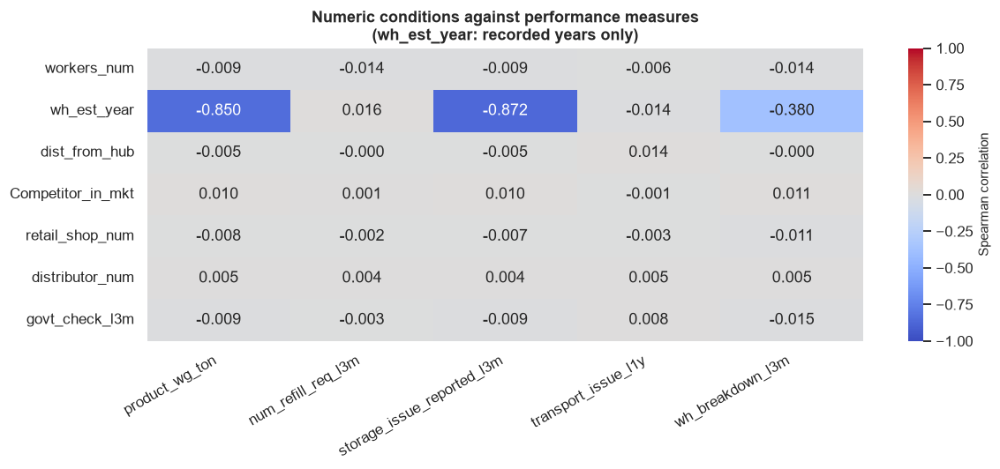 Numeric conditions against performance measures
(wh_est_year: recorded years only)
workers_num -0.009 -0.014 -0.009 -0.006 -0.014
wh_est_year -0.850 0.016 -0.872 -0.014 -0.380
dist_from_hub -0.005 -0.000 -0.005 0.014 -0.000
Competitor_in_mkt 0.010 0.001 0.010 -0.001 0.011
retail_shop_num -0.008 -0.002 -0.007 -0.003 -0.011
distributor_num 0.005 0.004 0.004 0.005 0.005
govt_check_l3m -0.009 -0.003 -0.009 0.008 -0.015
product_wg_ton
num_refill_req_l3m
storage_issue_reported_l3m
transport_issue_l1y
wh_breakdown_l3m
1.00
0.75
0.50
0.25
0.00
−0.25
−0.50
−0.75
−1.00
Spearman correlation